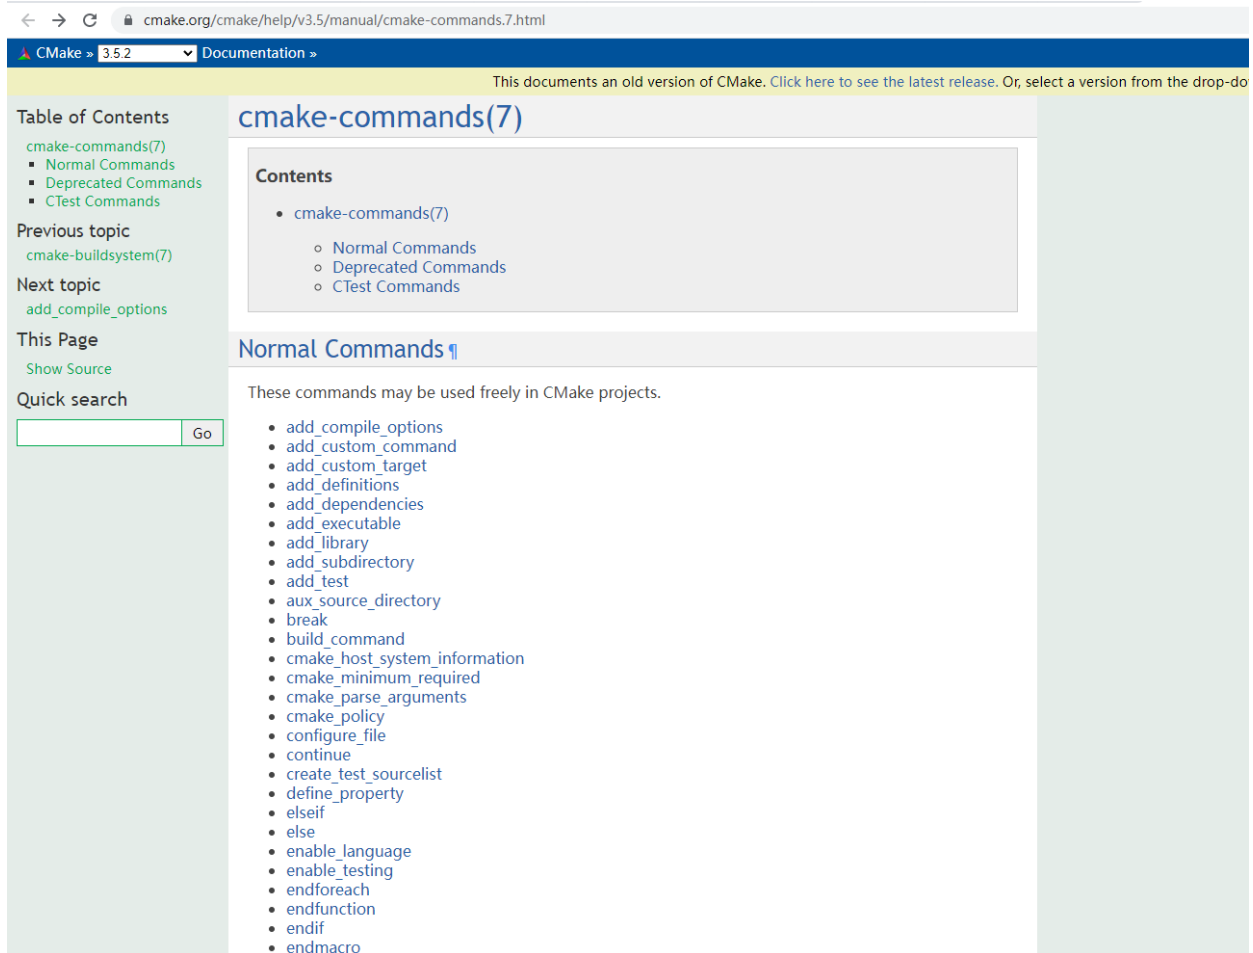 cmake.org/cmake/help/v3.5/manual/cmake-commands.7.html
CMake » 3.5.2 Documentation »
This documents an old version of CMake. Click here to see the latest release. Or, select a version from the drop-do
Table of Contents
cmake-commands(7)
Normal Commands
Deprecated Commands
CTest Commands
Previous topic
cmake-buildsystem(7)
Next topic
add_compile_options
This Page
Show Source
Quick search
Go
cmake-commands(7)
Contents
cmake-commands(7)
Normal Commands
Deprecated Commands
CTest Commands
Normal Commands ¶
These commands may be used freely in CMake projects.
add_compile_options
add_custom_command
add_custom_target
add_definitions
add_dependencies
add_executable
add_library
add_subdirectory
add_test
aux_source_directory
break
build_command
cmake_host_system_information
cmake_minimum_required
cmake_parse_arguments
cmake_policy
configure_file
continue
create_test_sourcelist
define_property
elseif
else
enable_language
enable_testing
endforeach
endfunction
endif
endmacro